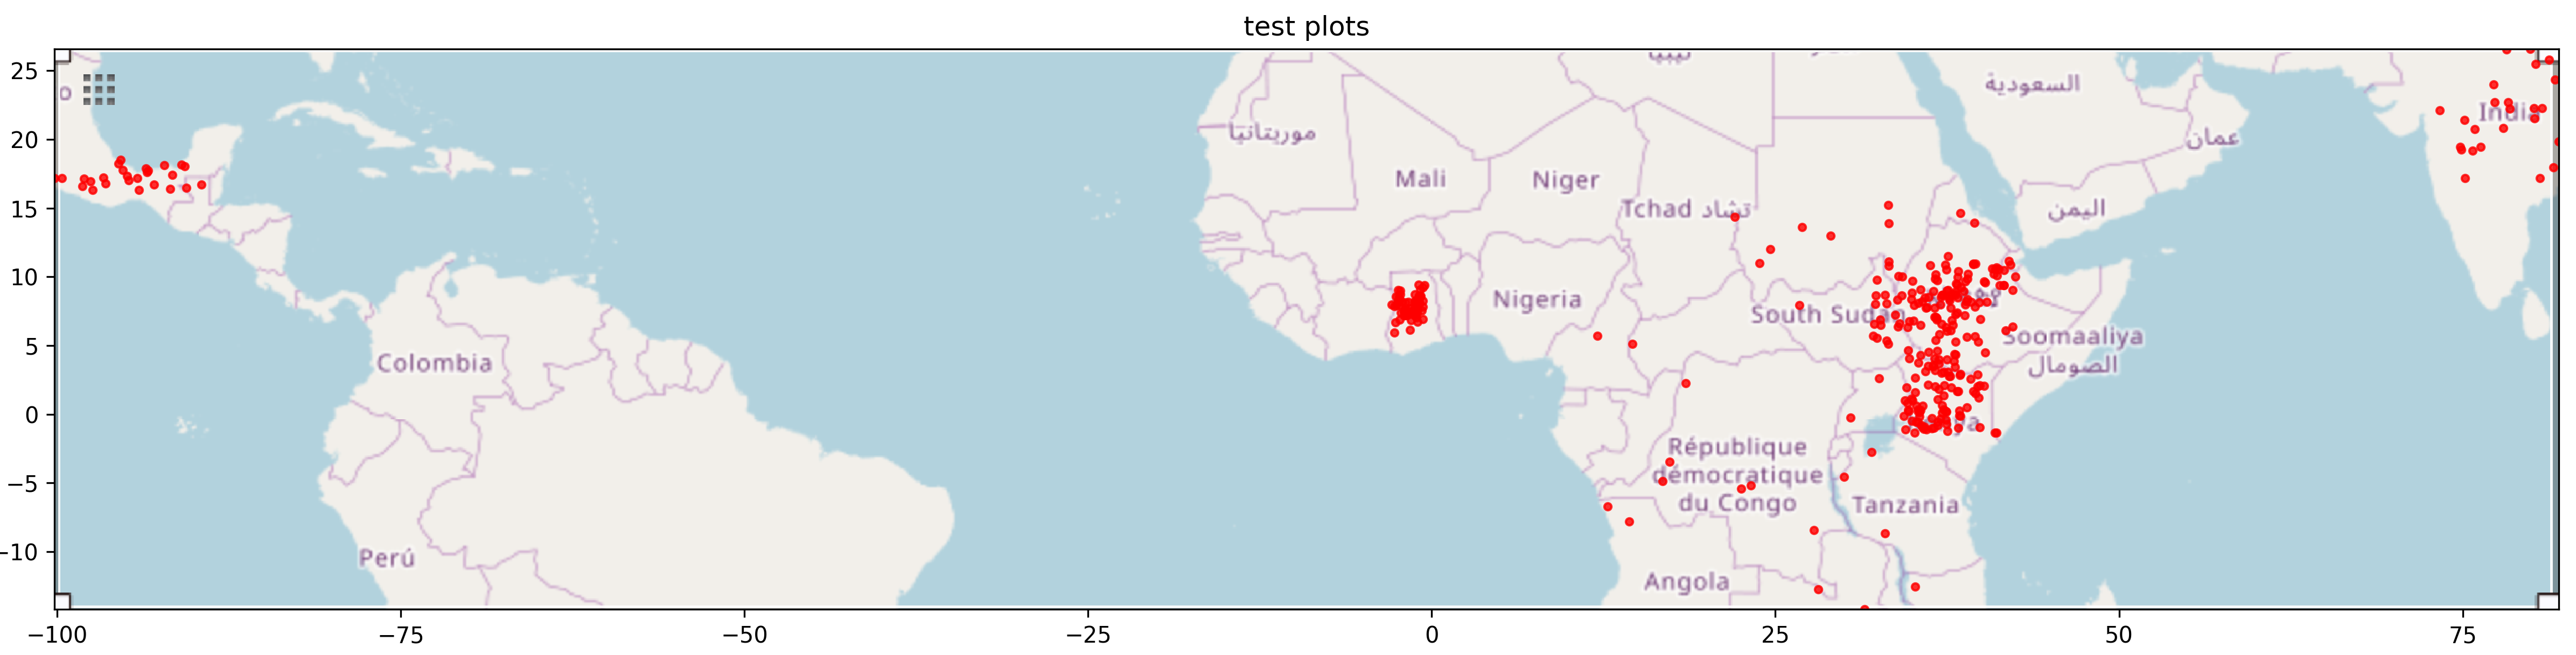 test plots
25
20
15
10
5
0
−5
−10
o
موريتانيا
Mali
Niger
Tchad تشاد
السعودية
عمان
اليمن
India
Nigeria
South Sudan
Soomaaliya
الصومال
Colombia
Perú
République
démocratique
du Congo
Tanzania
Angola
−100
−75
−50
−25
0
25
50
75